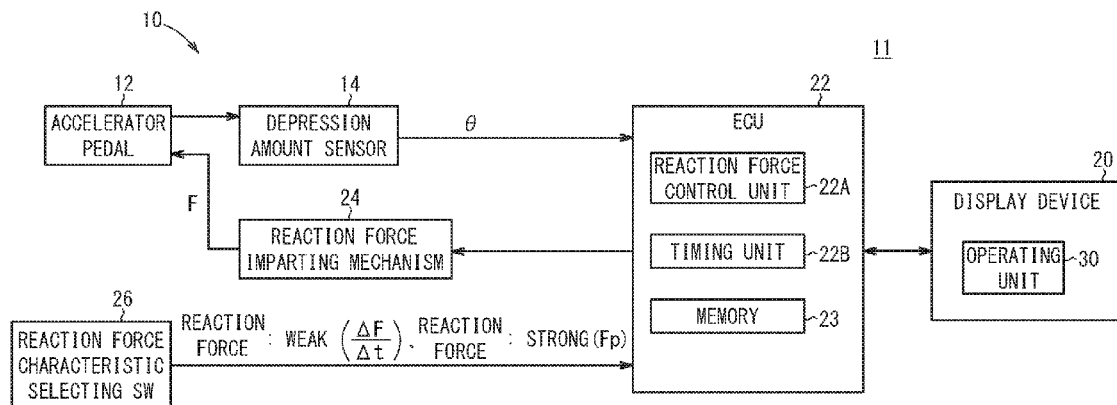 10
11
12
ACCELERATOR
PEDAL
14
DEPRESSION
AMOUNT SENSOR
θ
22
ECU
REACTION FORCE
CONTROL UNIT
22A
TIMING UNIT
22B
MEMORY
23
20
DISPLAY DEVICE
OPERATING
UNIT
30
F
24
REACTION FORCE
IMPARTING MECHANISM
26
REACTION FORCE
CHARACTERISTIC
SELECTING SW
REACTION FORCE : WEAK (ΔF/Δt), REACTION FORCE : STRONG(Fp)